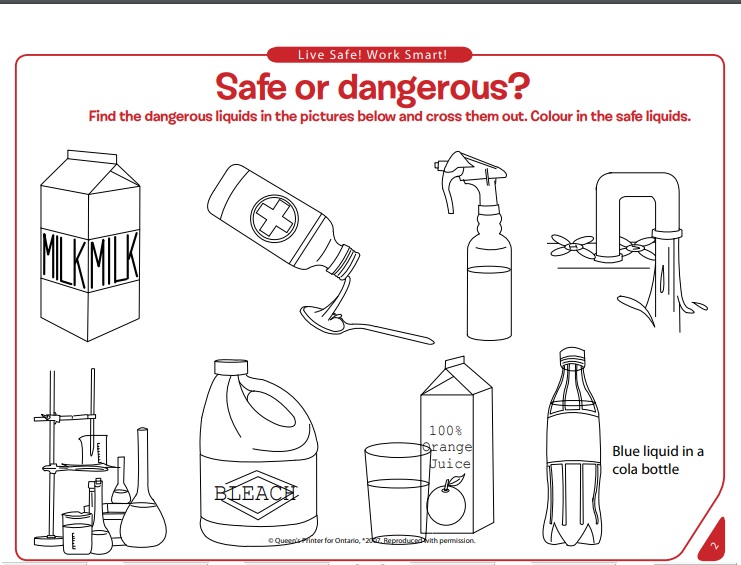 Live Safe! Work Smart!
Safe or dangerous?
Find the dangerous liquids in the pictures below and cross them out. Colour in the safe liquids.
MILK MILK
BLEACH
100%
Orange
Juice
Blue liquid in a
cola bottle
© Queen's Printer for Ontario, *2007. Reproduced with permission.
2